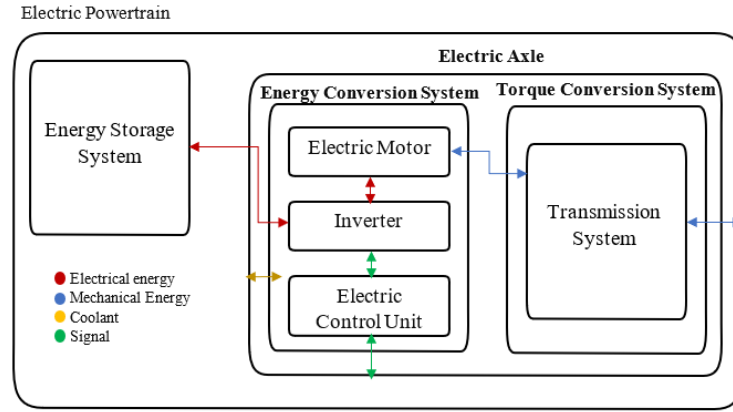 Electric Powertrain
Electric Axle
Energy Conversion System
Torque Conversion System
Energy Storage
System
Electric Motor
Inverter
Electric
Control Unit
Transmission
System
Electrical energy
Mechanical Energy
Coolant
Signal